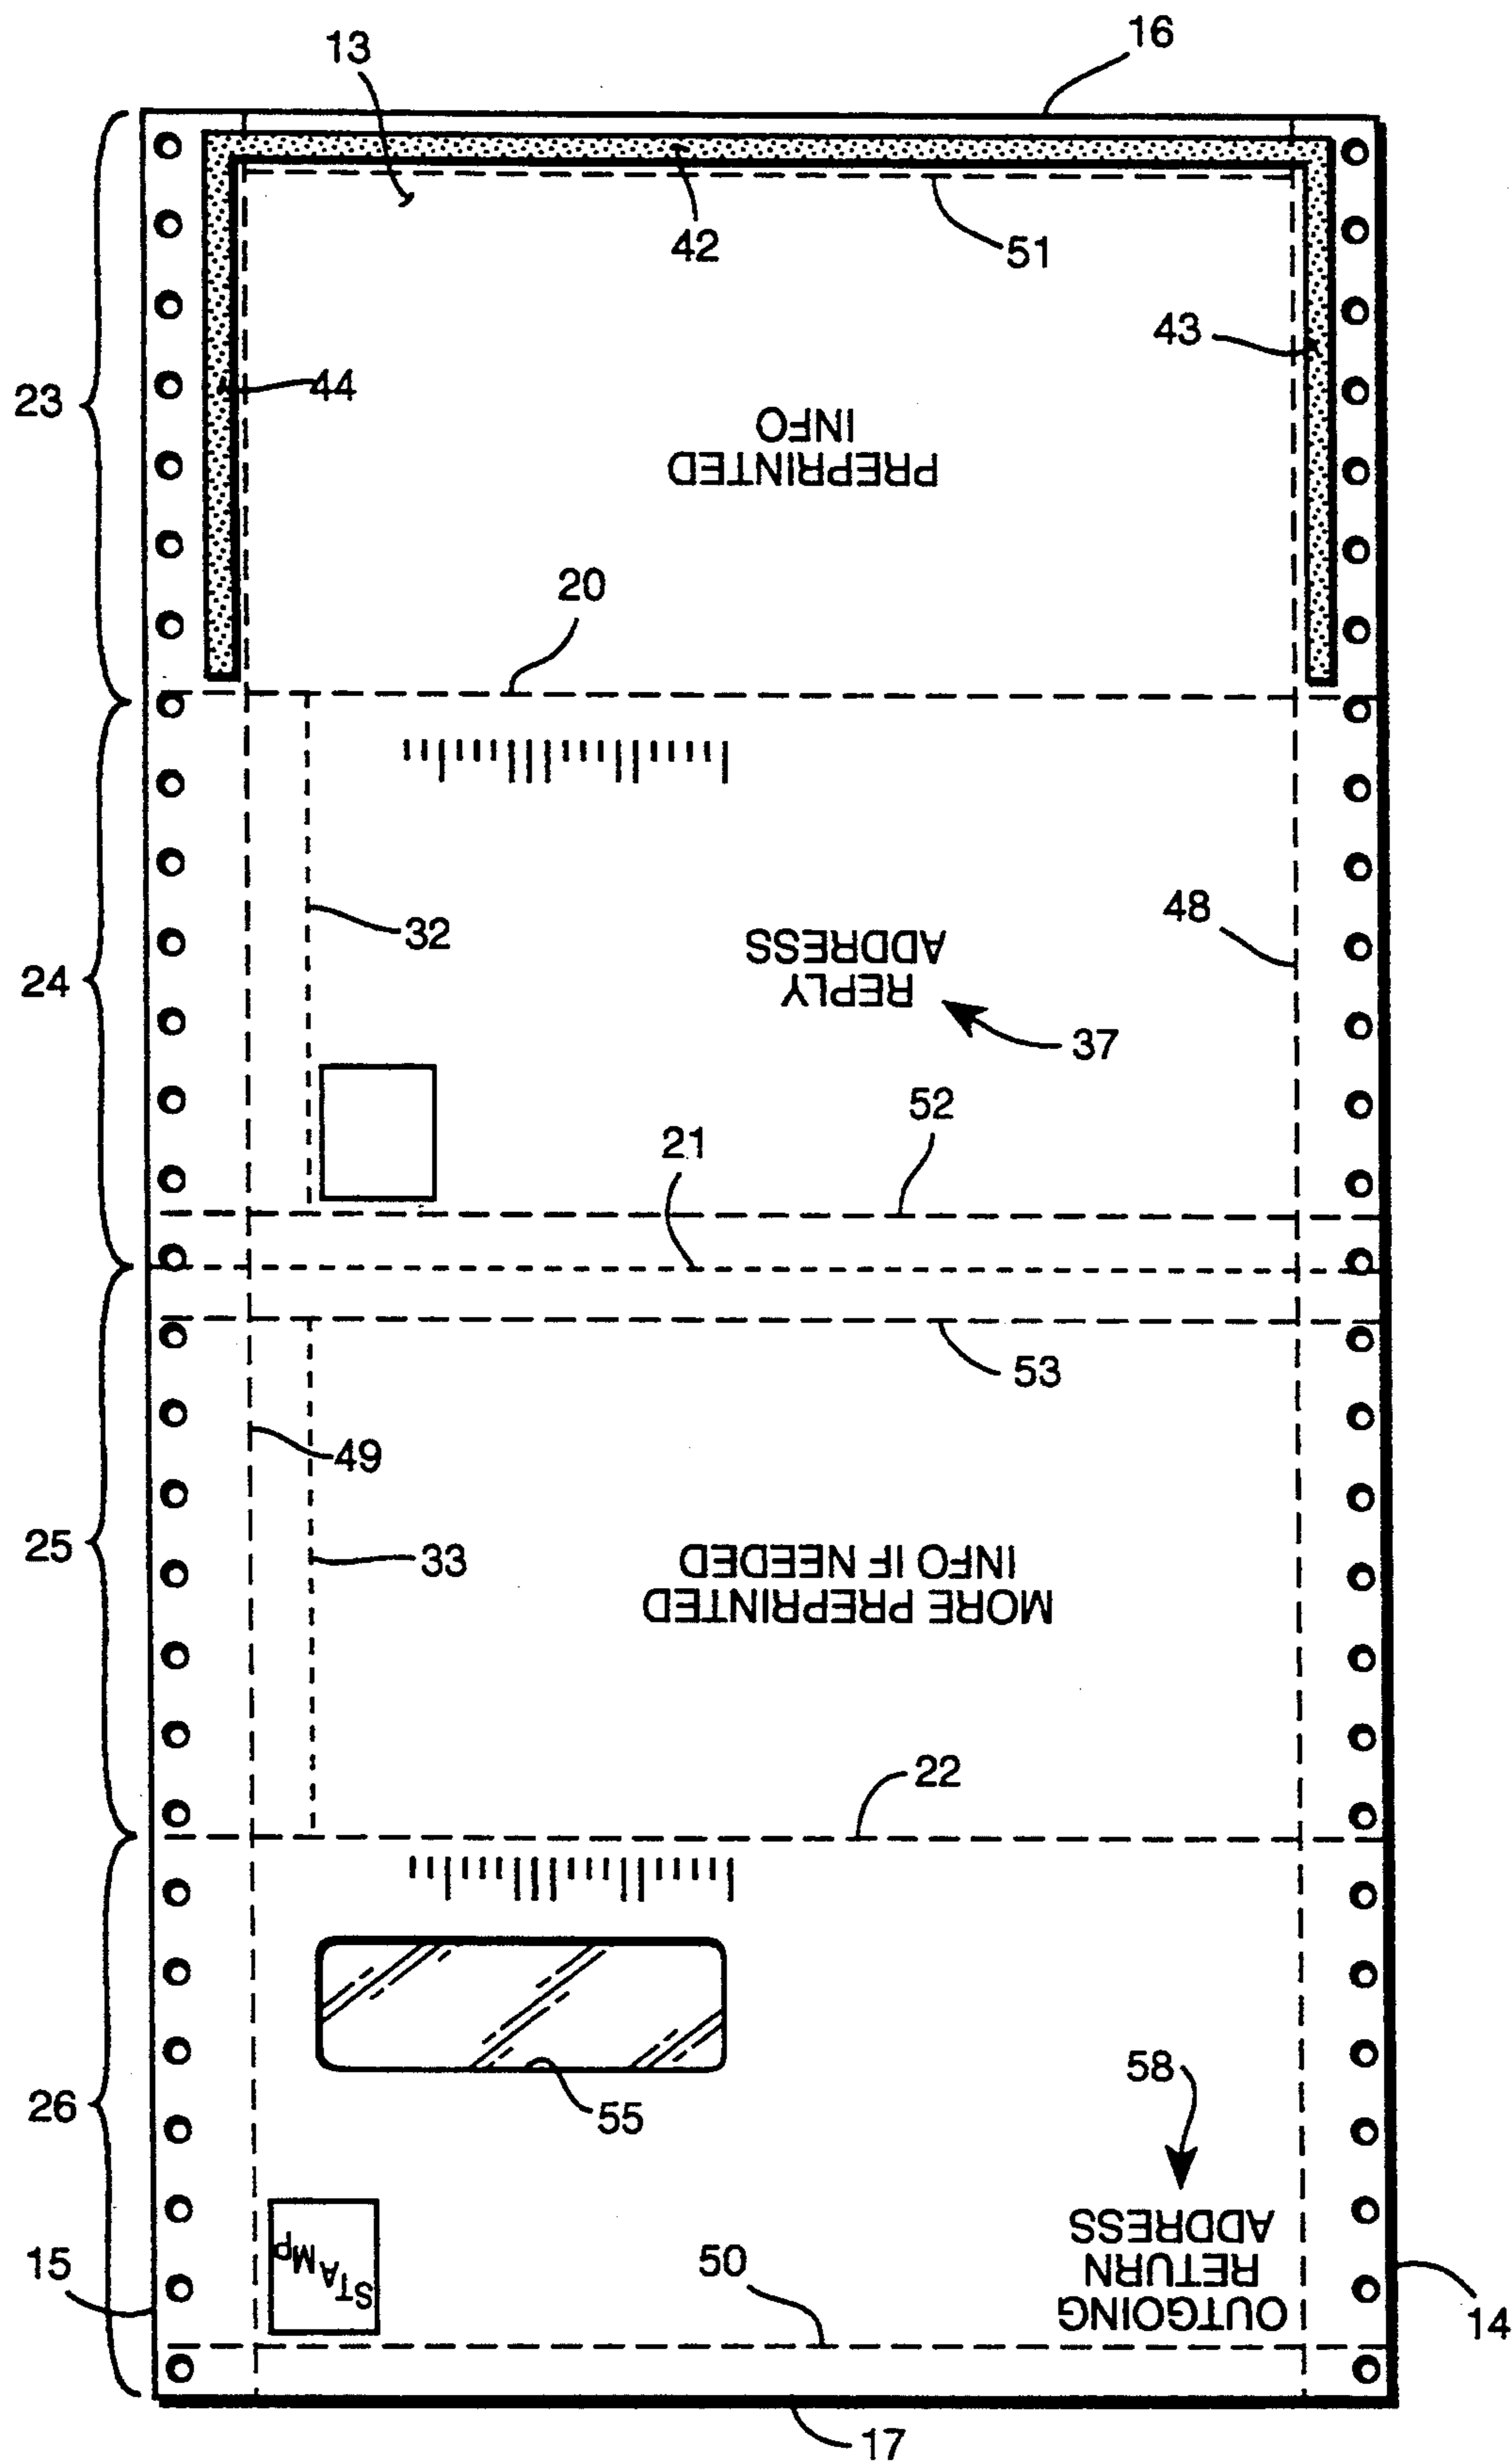 13
16
42
51
44
43
23
PREPRINTED
INFO
20
32
48
24
REPLY
ADDRESS
37
52
21
53
49
25
33
MORE PREPRINTED
INFO IF NEEDED
22
55
58
26
OUTGOING
RETURN
ADDRESS
STAMP
15
50
14
17